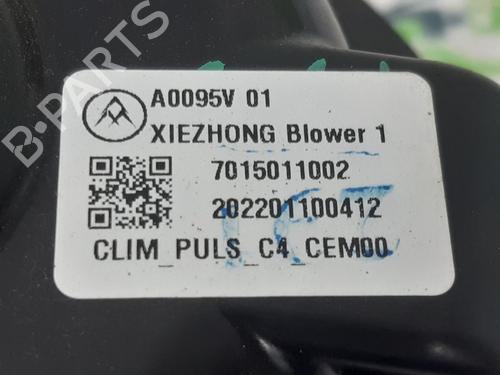 A0095V 01
XIEZHONG Blower 1
7015011002
202201100412
CLIM_PULS_C4_CEM00
B-PARTS